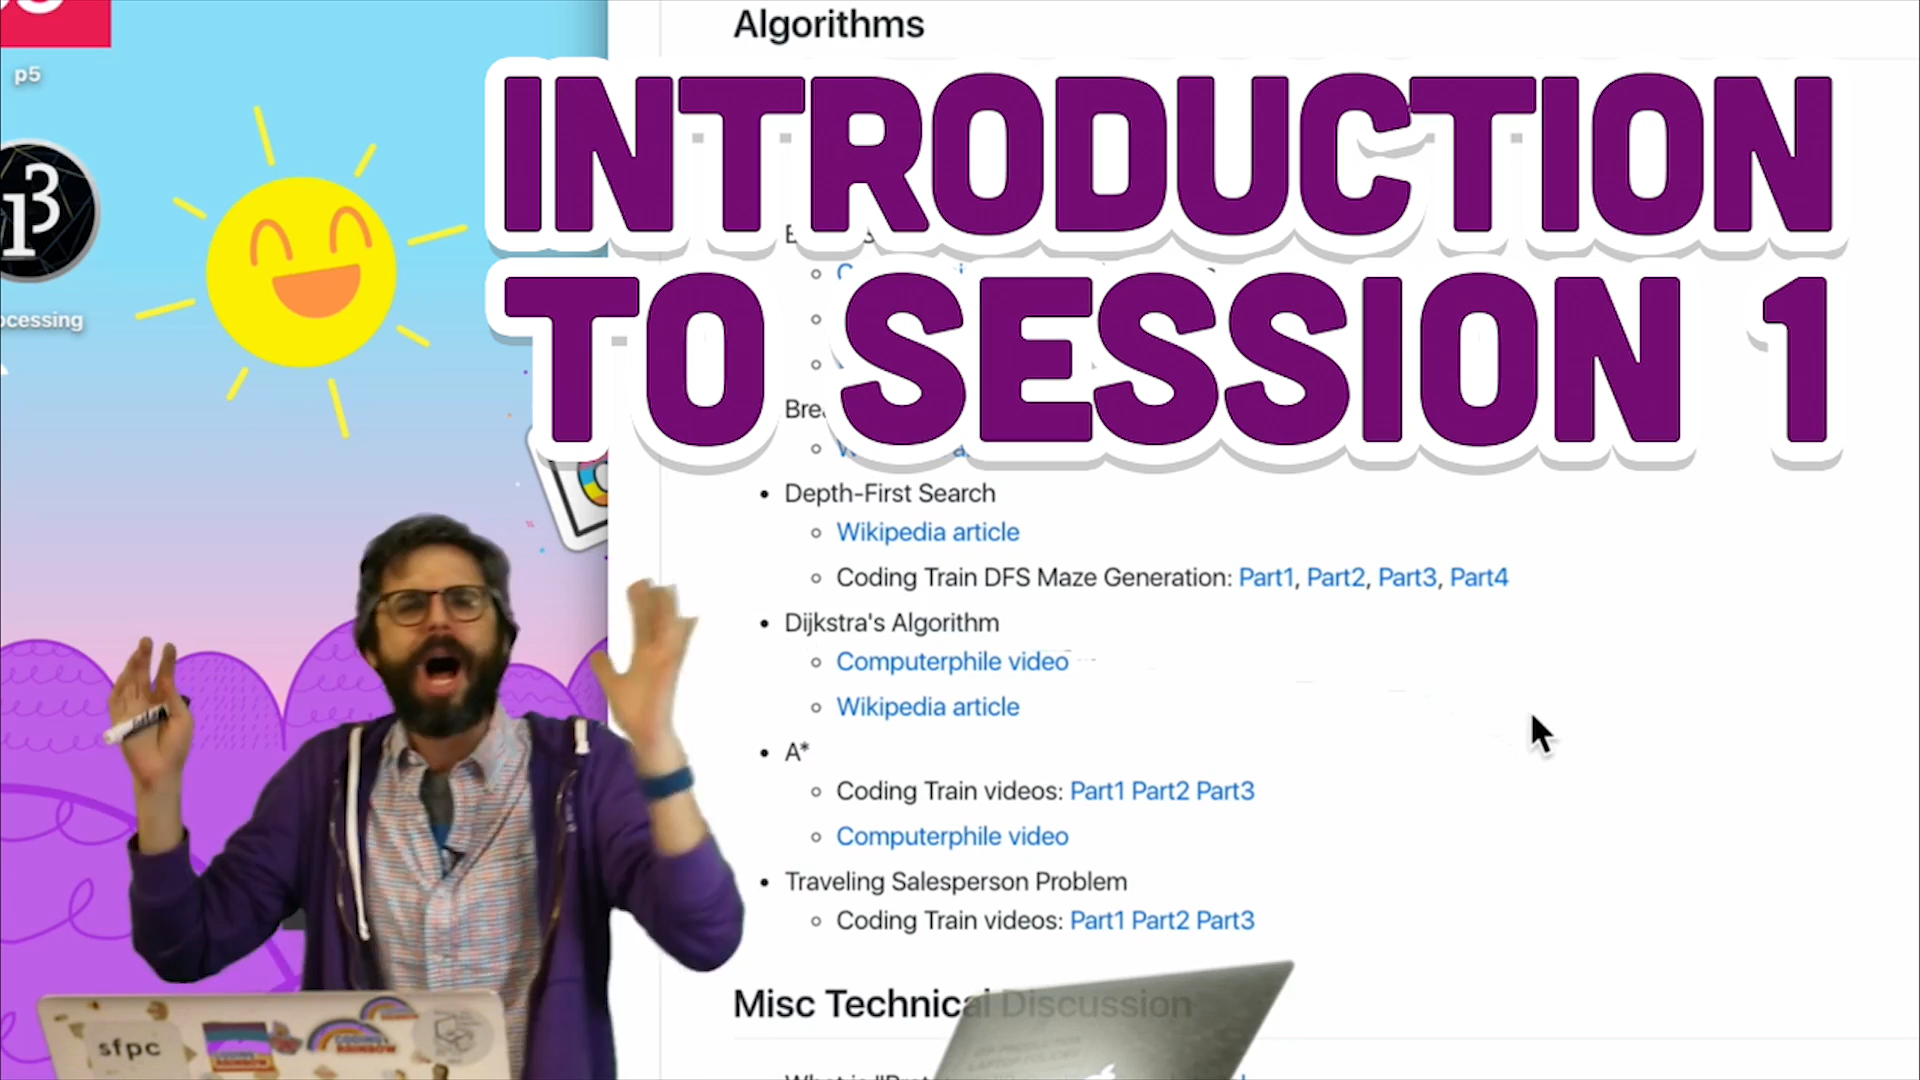 Algorithms
p5
INTRODUCTION
TO SESSION 1
Depth-First Search
Wikipedia article
Coding Train DFS Maze Generation: Part1, Part2, Part3, Part4
Dijkstra's Algorithm
Computerphile video
Wikipedia article
A*
Coding Train videos: Part1 Part2 Part3
Computerphile video
Traveling Salesperson Problem
Coding Train videos: Part1 Part2 Part3
Misc Technical Discussion
sfpc